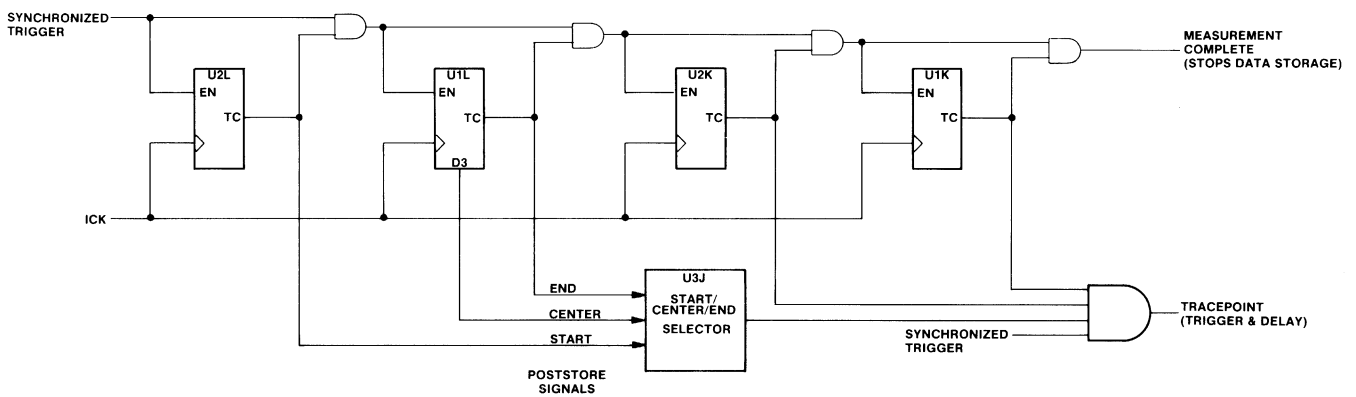 SYNCHRONIZED
TRIGGER
MEASUREMENT
COMPLETE
(STOPS DATA STORAGE)
U2L
EN
TC
U1L
EN
TC
D3
U2K
EN
TC
U1K
EN
TC
ICK
U3J
START/
CENTER/END
SELECTOR
END
CENTER
START
POSTSTORE
SIGNALS
SYNCHRONIZED
TRIGGER
TRACEPOINT
(TRIGGER & DELAY)